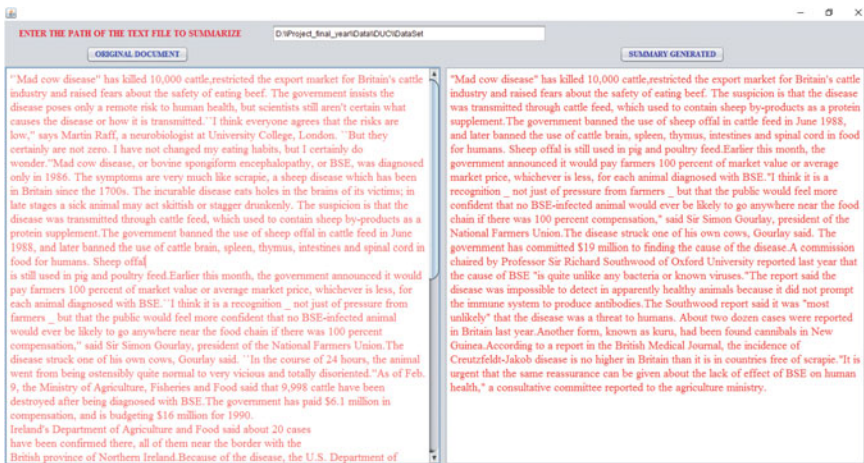 ENTER THE PATH OF THE TEXT FILE TO SUMMARIZE
D:\\Project_final_year\\Data\\DUC\\DataSet
ORIGINAL DOCUMENT
SUMMARY GENERATED
"Mad cow disease" has killed 10,000 cattle,restricted the export market for Britain's cattle
industry and raised fears about the safety of eating beef. The government insists the
disease poses only a remote risk to human health, but scientists still aren't certain what
causes the disease or how it is transmitted.``I think everyone agrees that the risks are
low," says Martin Raff, a neurobiologist at University College, London. ``But they
certainly are not zero. I have not changed my eating habits, but I certainly do
wonder."Mad cow disease, or bovine spongiform encephalopathy, or BSE, was diagnosed
only in 1986. The symptoms are very much like scrapie, a sheep disease which has been
in Britain since the 1700s. The incurable disease eats holes in the brains of its victims; in
late stages a sick animal may act skittish or stagger drunkenly. The suspicion is that the
disease was transmitted through cattle feed, which used to contain sheep by-products as a
protein supplement.The government banned the use of sheep offal in cattle feed in June
1988, and later banned the use of cattle brain, spleen, thymus, intestines and spinal cord in
food for humans. Sheep offal
is still used in pig and poultry feed.Earlier this month, the government announced it would
pay farmers 100 percent of market value or average market price, whichever is less, for
each animal diagnosed with BSE.``I think it is a recognition _ not just of pressure from
farmers _ but that the public would feel more confident that no BSE-infected animal
would ever be likely to go anywhere near the food chain if there was 100 percent
compensation," said Sir Simon Gourlay, president of the National Farmers Union.The
disease struck one of his own cows, Gourlay said. ``In the course of 24 hours, the animal
went from being ostensibly quite normal to very vicious and totally disoriented."As of Feb.
9, the Ministry of Agriculture, Fisheries and Food said that 9,998 cattle have been
destroyed after being diagnosed with BSE.The government has paid $6.1 million in
compensation, and is budgeting $16 million for 1990.
Ireland's Department of Agriculture and Food said about 20 cases
have been confirmed there, all of them near the border with the
British province of Northern Ireland.Because of the disease, the U.S. Department of
"Mad cow disease" has killed 10,000 cattle,restricted the export market for Britain's cattle
industry and raised fears about the safety of eating beef. The suspicion is that the disease
was transmitted through cattle feed, which used to contain sheep by-products as a protein
supplement.The government banned the use of sheep offal in cattle feed in June 1988,
and later banned the use of cattle brain, spleen, thymus, intestines and spinal cord in food
for humans. Sheep offal is still used in pig and poultry feed.Earlier this month, the
government announced it would pay farmers 100 percent of market value or average
market price, whichever is less, for each animal diagnosed with BSE."I think it is a
recognition _ not just of pressure from farmers _ but that the public would feel more
confident that no BSE-infected animal would ever be likely to go anywhere near the food
chain if there was 100 percent compensation," said Sir Simon Gourlay, president of the
National Farmers Union.The disease struck one of his own cows, Gourlay said. The
government has committed $19 million to finding the cause of the disease.A commission
chaired by Professor Sir Richard Southwood of Oxford University reported last year that
the cause of BSE "is quite unlike any bacteria or known viruses."The report said the
disease was impossible to detect in apparently healthy animals because it did not prompt
the immune system to produce antibodies.The Southwood report said it was "most
unlikely" that the disease was a threat to humans. About two dozen cases were reported
in Britain last year.Another form, known as kuru, had been found cannibals in New
Guinea.According to a report in the British Medical Journal, the incidence of
Creutzfeldt-Jakob disease is no higher in Britain than it is in countries free of scrapie."It is
urgent that the same reassurance can be given about the lack of effect of BSE on human
health," a consultative committee reported to the agriculture ministry.